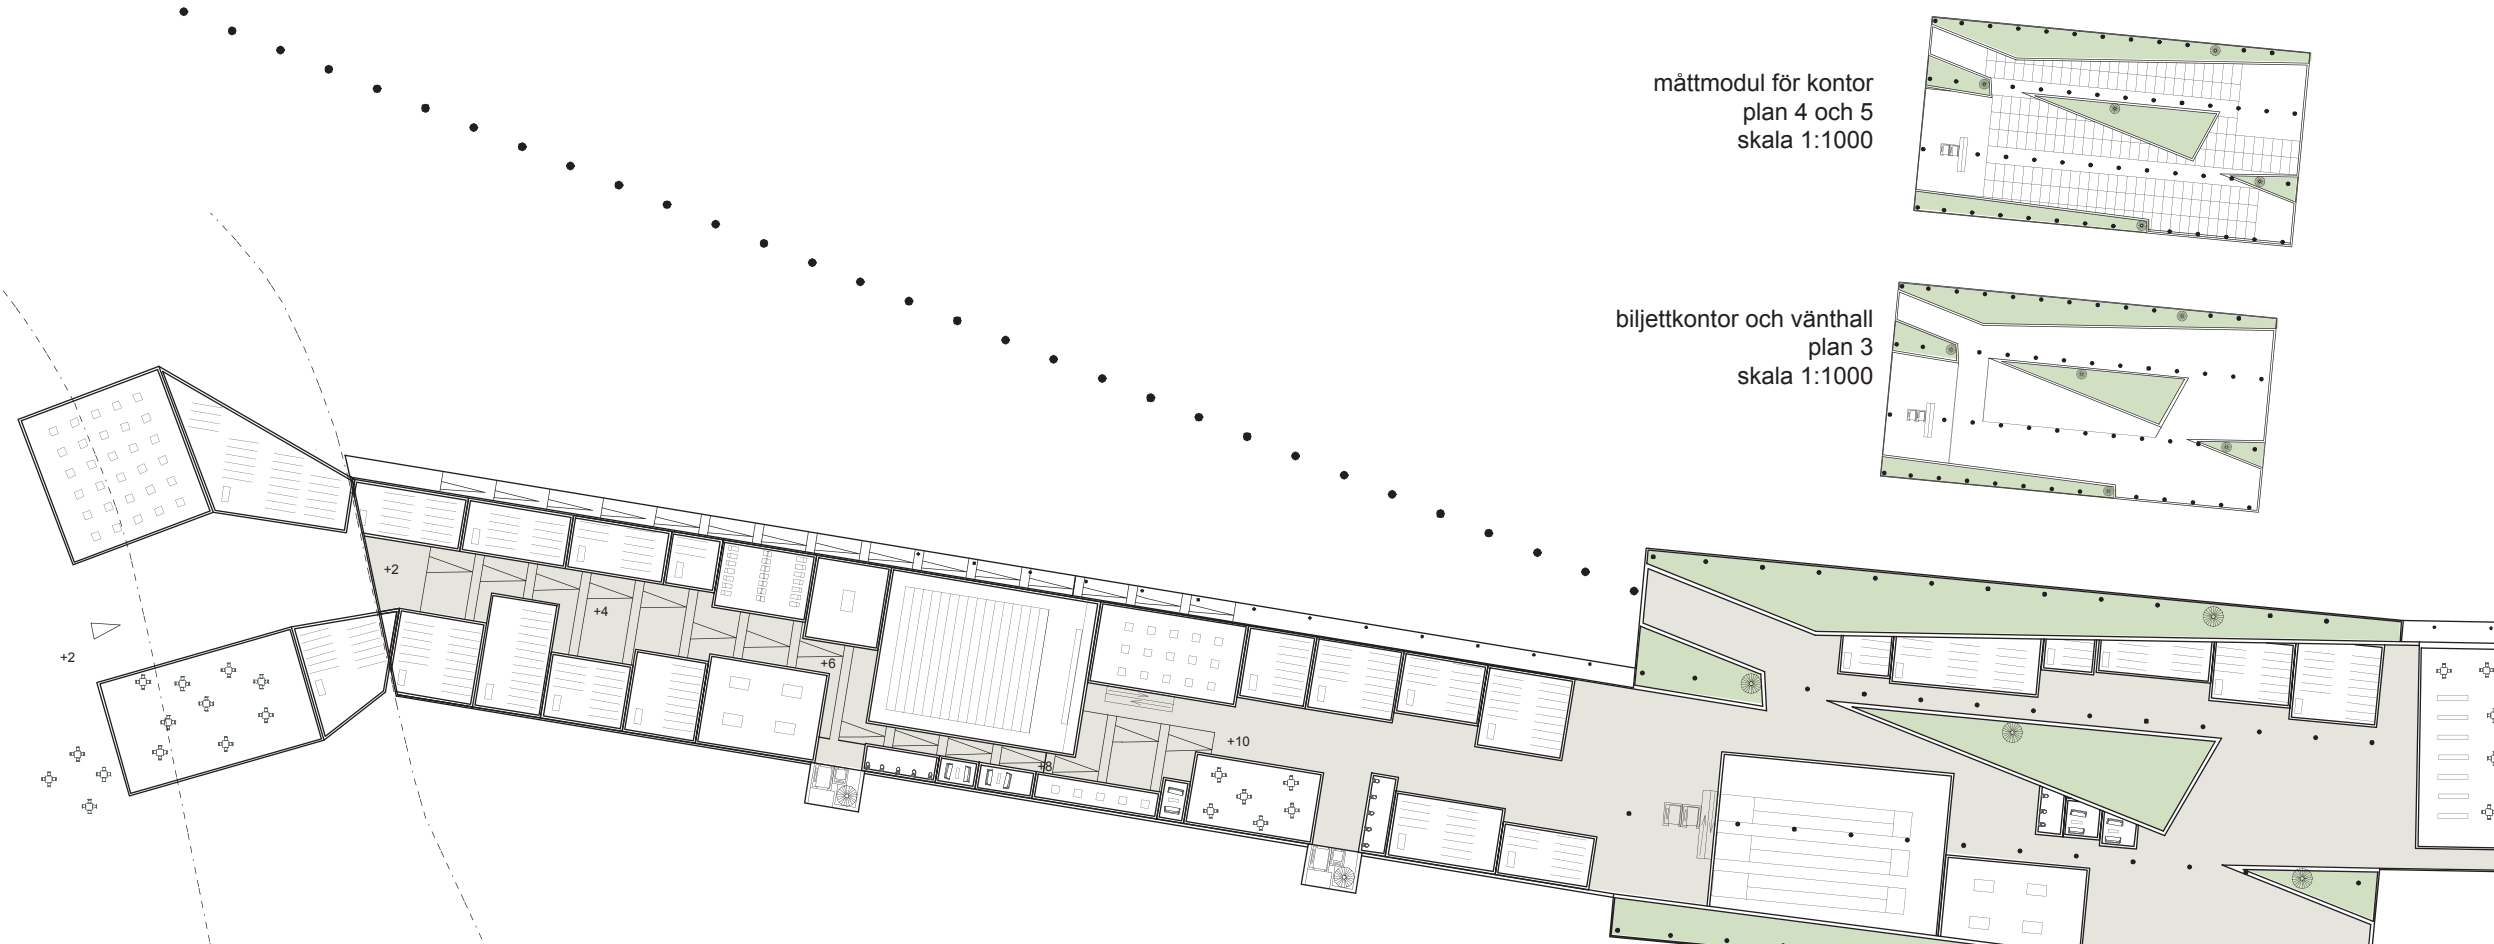 måttmodul för kontor
plan 4 och 5
skala 1:1000
biljettkontor och vänthall
plan 3
skala 1:1000
+2
+4
+2
+6
+10
+8